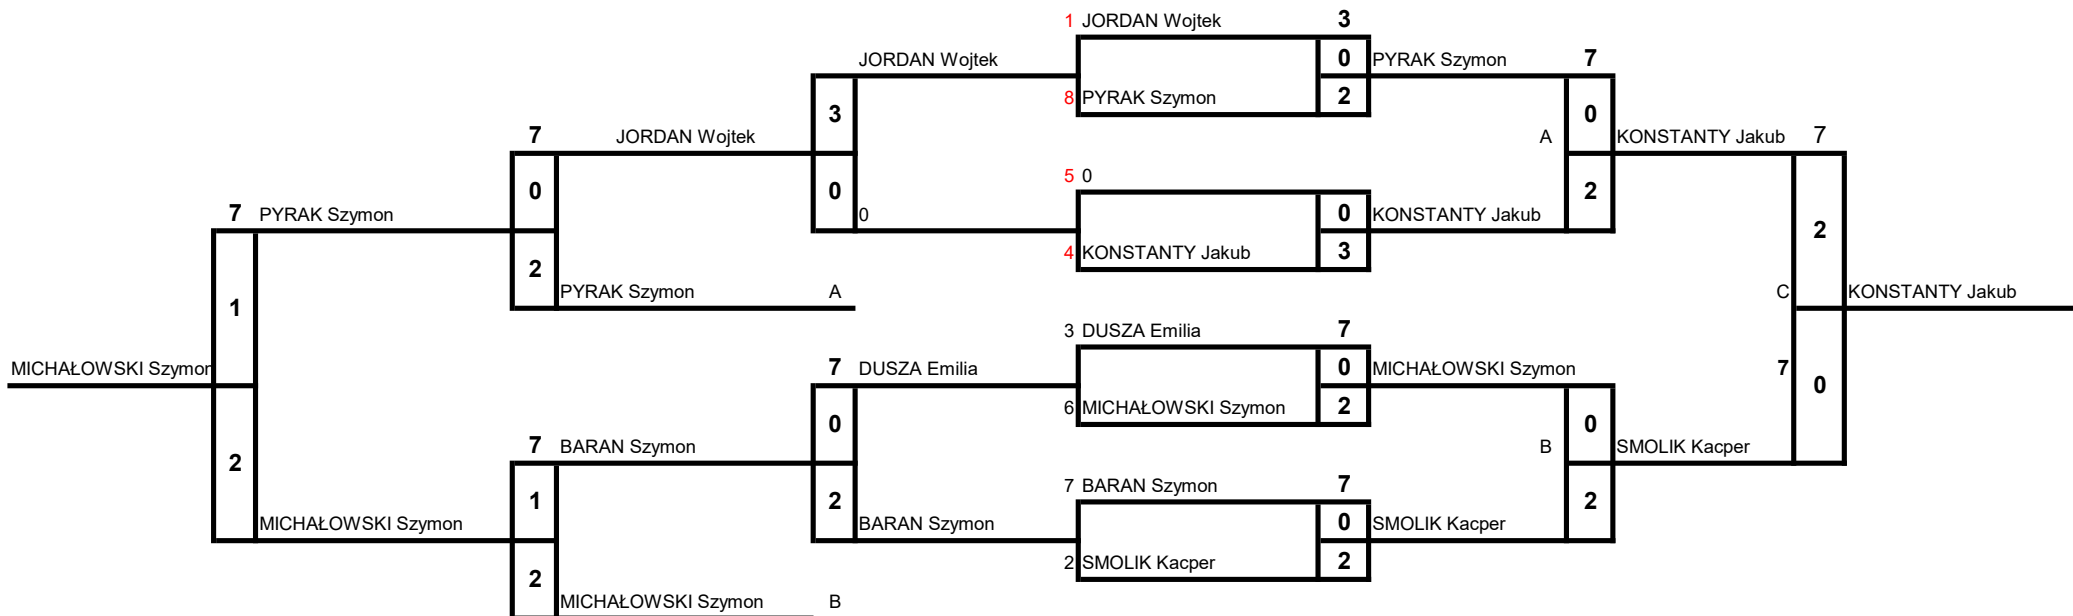 1 JORDAN Wojtek 3
JORDAN Wojtek 0 PYRAK Szymon 7
8 PYRAK Szymon 2
3 0
7 JORDAN Wojtek A KONSTANTY Jakub 7
5 0
0 0 2
7 PYRAK Szymon 0 0 KONSTANTY Jakub
2
4 KONSTANTY Jakub 3
2
PYRAK Szymon A C KONSTANTY Jakub
1
3 DUSZA Emilia 7
MICHAŁOWSKI Szymon 7 DUSZA Emilia 0 MICHAŁOWSKI Szymon 7 0
6 MICHAŁOWSKI Szymon 2
0 0
7 BARAN Szymon B SMOLIK Kacper
2
7 BARAN Szymon 7
1 2 2
MICHAŁOWSKI Szymon BARAN Szymon 0 SMOLIK Kacper
2 SMOLIK Kacper 2
2
MICHAŁOWSKI Szymon B